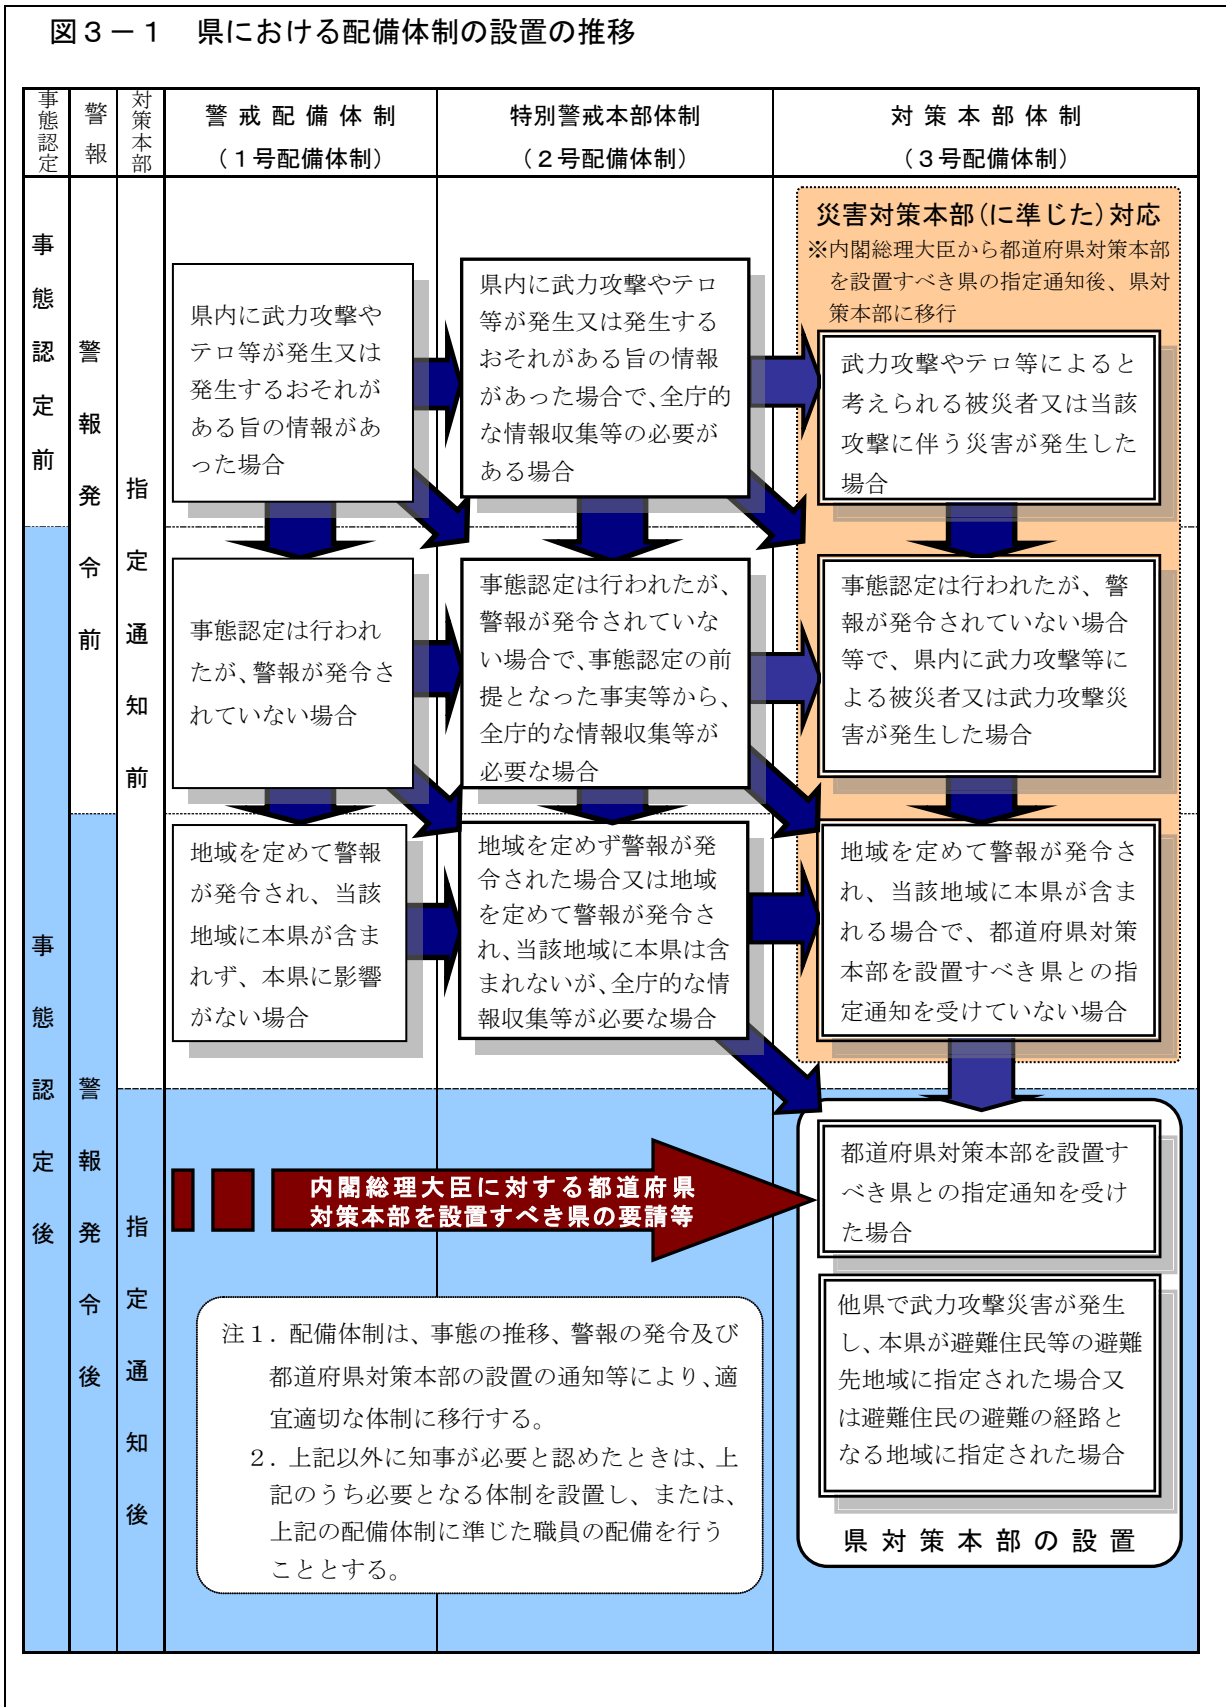 図３－１　県における配備体制の設置の推移
事態認定
警報
対策本部
警戒配備体制
（１号配備体制）
特別警戒本部体制
（２号配備体制）
対策本部体制
（３号配備体制）
事態認定前
事態認定後
警報発令前
警報発令後
指定通知前
指定通知後
県内に武力攻撃や
テロ等が発生又は
発生するおそれが
ある旨の情報があ
った場合
県内に武力攻撃やテロ
等が発生又は発生する
おそれがある旨の情報
があった場合で、全庁的
な情報収集等の必要が
ある場合
災害対策本部（に準じた）対応
※内閣総理大臣から都道府県対策本部
を設置すべき県の指定通知後、県対
策本部に移行
武力攻撃やテロ等によると
考えられる被災者又は当該
攻撃に伴う災害が発生した
場合
事態認定は行われ
たが、警報が発令さ
れていない場合
事態認定は行われたが、
警報が発令されていな
い場合で、事態認定の前
提となった事実等から、
全庁的な情報収集等が
必要な場合
事態認定は行われたが、警
報が発令されていない場合
等で、県内に武力攻撃等に
よる被災者又は武力攻撃災
害が発生した場合
地域を定めて警報
が発令され、当該
地域に本県が含ま
れず、本県に影響
がない場合
地域を定めず警報が発
令された場合又は地域
を定めて警報が発令さ
れ、当該地域に本県は含
まれないが、全庁的な情
報収集等が必要な場合
地域を定めて警報が発令さ
れ、当該地域に本県が含ま
れる場合で、都道府県対策
本部を設置すべき県との指
定通知を受けていない場合
内閣総理大臣に対する都道府県
対策本部を設置すべき県の要請等
都道府県対策本部を設置す
べき県との指定通知を受け
た場合
他県で武力攻撃災害が発生
し、本県が避難住民等の避難
先地域に指定された場合又
は避難住民の避難の経路と
なる地域に指定された場合
県対策本部の設置
注１．配備体制は、事態の推移、警報の発令及び
都道府県対策本部の設置の通知等により、適
宜適切な体制に移行する。
２．上記以外に知事が必要と認めたときは、上
記のうち必要となる体制を設置し、または、
上記の配備体制に準じた職員の配備を行う
こととする。